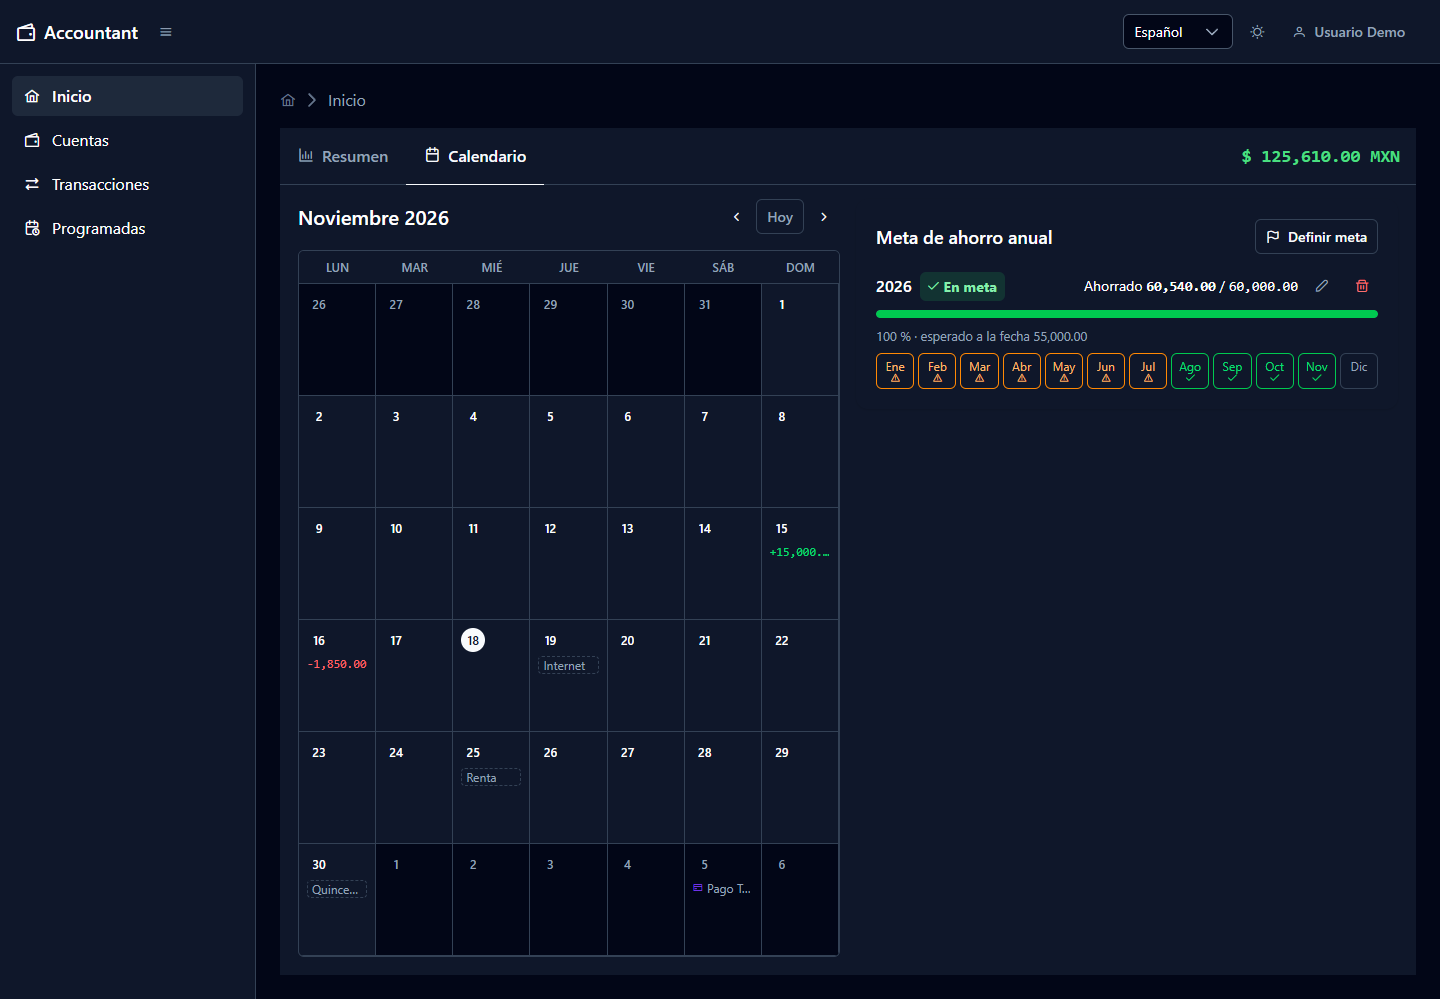 Accountant
Español
Usuario Demo
Inicio
Cuentas
Transacciones
Programadas
Inicio
Resumen
Calendario
$ 125,610.00 MXN
Noviembre 2026
Hoy
LUN MAR MIÉ JUE VIE SÁB DOM
26 27 28 29 30 31 1
2 3 4 5 6 7 8
9 10 11 12 13 14 15
+15,000.…
16 17 18 19 20 21 22
-1,850.00
Internet
23 24 25 26 27 28 29
Renta
30 1 2 3 4 5 6
Quince...
Pago T...
Meta de ahorro anual
Definir meta
2026 En meta Ahorrado 60,540.00 / 60,000.00
100 % · esperado a la fecha 55,000.00
Ene Feb Mar Abr May Jun Jul Ago Sep Oct Nov Dic